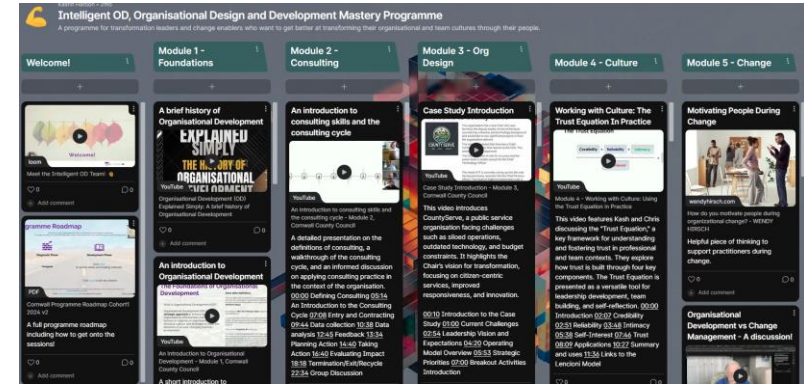 Intelligent OD, Organisational Design and Development Mastery Programme
A programme for transformation leaders and change enablers who want to get better at transforming their organisational and team cultures through their people.
Welcome!
Welcome!
loom
Meet the Intelligent OD Team!
0
0
Add comment
gramme Roadmap
PDF
Cornwall Programme Roadmap Cohort1
2024 v2
A full programme roadmap
including how to get onto the
sessions!
0
0
Add comment
Module 1 -
Foundations
A brief history of
Organisational Development
EXPLAINED
SIMPLY
THE HISTORY OF
ORGANISATIONAL
YouTube
Organisational Development (OD)
Explained Simply: A brief history of
Organisational Development
0
0
Add comment
An introduction to
Organisational Development
The Foundations of Organisational
Development
YouTube
An Introduction to Organisational
Development - Module 1, Cornwall
County Council
A short introduction to
Module 2 -
Consulting
An introduction to
consulting skills and the
consulting cycle
YouTube
An introduction to consulting skills and
the consulting cycle - Module 2,
Cornwall County Council
A detailed presentation on the
definitions of consulting, a
walkthrough of the consulting
cycle, and an informed discussion
on applying consulting practice in
the context of the organisation.
00:00 Defining Consulting 05:14
An Introduction to the Consulting
Cycle 07:08 Entry and Contracting
09:44 Data collection 10:38 Data
analysis 12:45 Feedback 13:34
Planning Action 14:40 Taking
Action 16:40 Evaluating Impact
18:18 Termination/Exit/Recycle
22:34 Group Discussion
Module 3 - Org
Design
Case Study Introduction
COUNTYSERVE
YouTube
Case Study Introduction - Module 3,
Cornwall County Council
This video introduces
CountyServe, a public service
organisation facing challenges
such as siloed operations,
outdated technology, and budget
constraints. It highlights the
Chair's vision for transformation,
focusing on citizen-centric
services, improved
responsiveness, and innovation.
00:10 Introduction to the Case
Study 01:00 Current Challenges
02:54 Leadership Vision and
Expectations 04:20 Operating
Model Overview 05:53 Strategic
Priorities 07:00 Breakout Activities
Introduction
Module 4 - Culture
Working with Culture: The
Trust Equation In Practice
The Trust Equation
Credibility + Reliability + Intimacy
YouTube
Module 4 - Working with Culture: Using
the Trust Equation in Practice
This video features Kash and Chris
discussing the "Trust Equation," a
key framework for understanding
and fostering trust in professional
and team contexts. They explore
how trust is built through four key
components. The Trust Equation is
presented as a versatile tool for
leadership development, team
building, and self-reflection. 00:00
Introduction 02:07 Credibility
02:51 Reliability 03:48 Intimacy
05:38 Self-Interest 07:46 Trust
08:09 Applications 10:27 Summary
and uses 11:36 Links to the
Lencioni Model
0
0
Module 5 - Change
Motivating People During
Change
wendyhirsch.com
How do you motivate people during
organizational change? - WENDY
HIRSCH
Helpful piece of thinking to
support practitioners during
change.
0
0
Add comment
Organisational
Development vs Change
Management - A discussion!